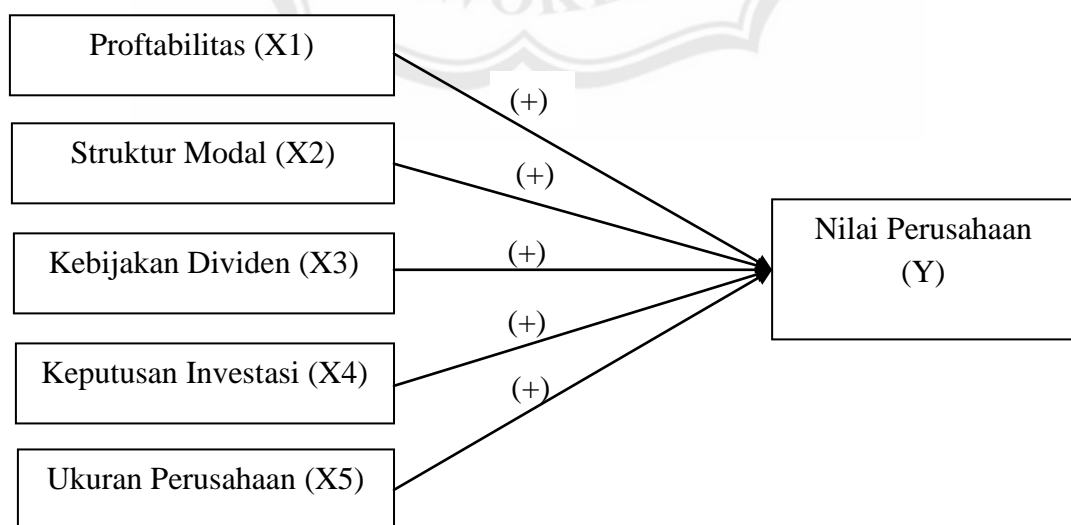 Proftabilitas (X1)
(+)
Struktur Modal (X2)
(+)
Kebijakan Dividen (X3)
(+)
Nilai Perusahaan
(Y)
Keputusan Investasi (X4)
(+)
Ukuran Perusahaan (X5)
(+)